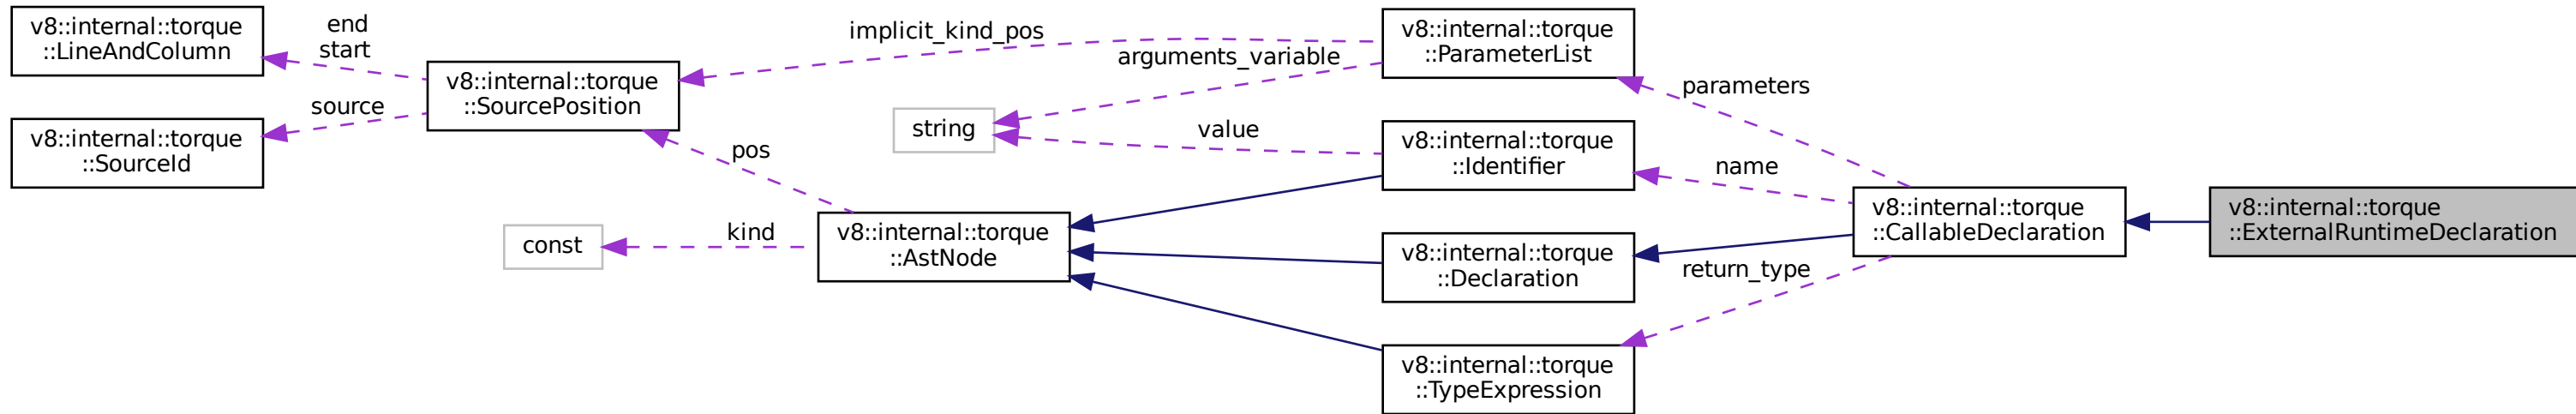 v8::internal::torque
::LineAndColumn
end
start
v8::internal::torque
::SourceId
source
v8::internal::torque
::SourcePosition
implicit_kind_pos
arguments_variable
v8::internal::torque
::ParameterList
parameters
string
value
v8::internal::torque
::Identifier
name
pos
const
kind
v8::internal::torque
::AstNode
v8::internal::torque
::Declaration
return_type
v8::internal::torque
::TypeExpression
v8::internal::torque
::CallableDeclaration
v8::internal::torque
::ExternalRuntimeDeclaration